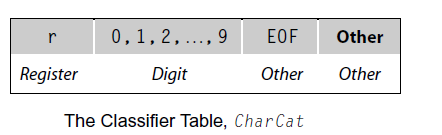 r 0,1,2,...,9 EOF Other
Register Digit Other Other
The Classifier Table, CharCat